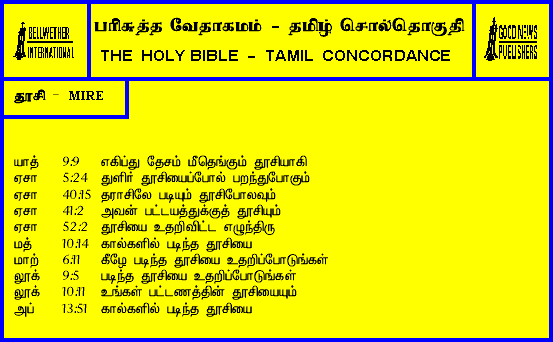 BELLWETHER
INTERNATIONAL
பரிசுத்த வேதாகமம் - தமிழ் சொல்தொகுதி
THE HOLY BIBLE - TAMIL CONCORDANCE
GOOD NEWS
PUBLISHERS
தூசி - MIRE
யாத் 9:9 எகிப்து தேசம் மீதெங்கும் தூசியாகி
ஏசா 5:24 துளிர் தூசியைப்போல் பறந்துபோகும்
ஏசா 40:15 தராசிலே படியும் தூசிபோலவும்
ஏசா 41:2 அவன் பட்டயத்துக்குத் தூசியும்
ஏசா 52:2 தூசியை உதறிவிட்ட எழுந்திரு
மத் 10:14 கால்களில் படிந்த தூசியை
மாற் 6:11 கீழே படிந்த தூசியை உதறிப்போடுங்கள்
லூக் 9:5 படிந்த தூசியை உதறிப்போடுங்கள்
லூக் 10:11 உங்கள் பட்டணத்தின் தூசியையும்
அப் 13:51 கால்களில் படிந்த தூசியை